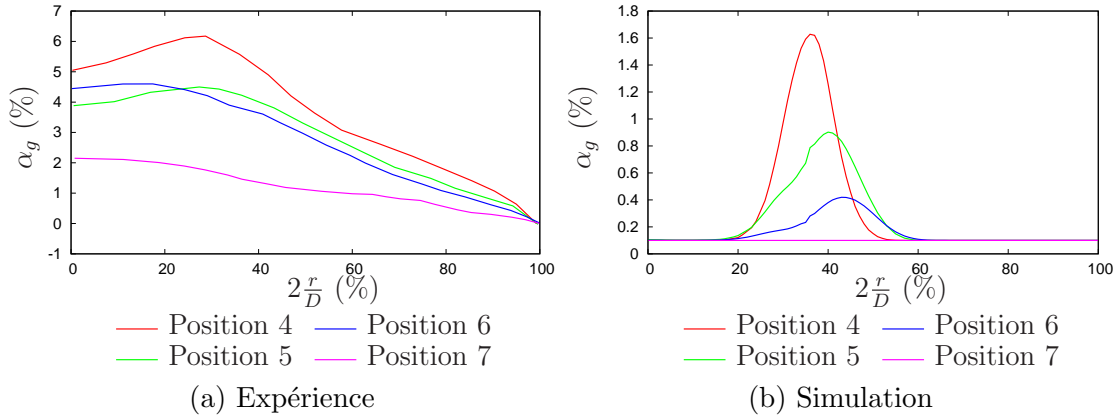 7
6
5
4
3
2
1
0
-1
α_g (%)
0 20 40 60 80 100
2 r/D (%)
Position 4 Position 6
Position 5 Position 7
(a) Expérience
1.8
1.6
1.4
1.2
1
0.8
0.6
0.4
0.2
0
α_g (%)
0 20 40 60 80 100
2 r/D (%)
Position 4 Position 6
Position 5 Position 7
(b) Simulation